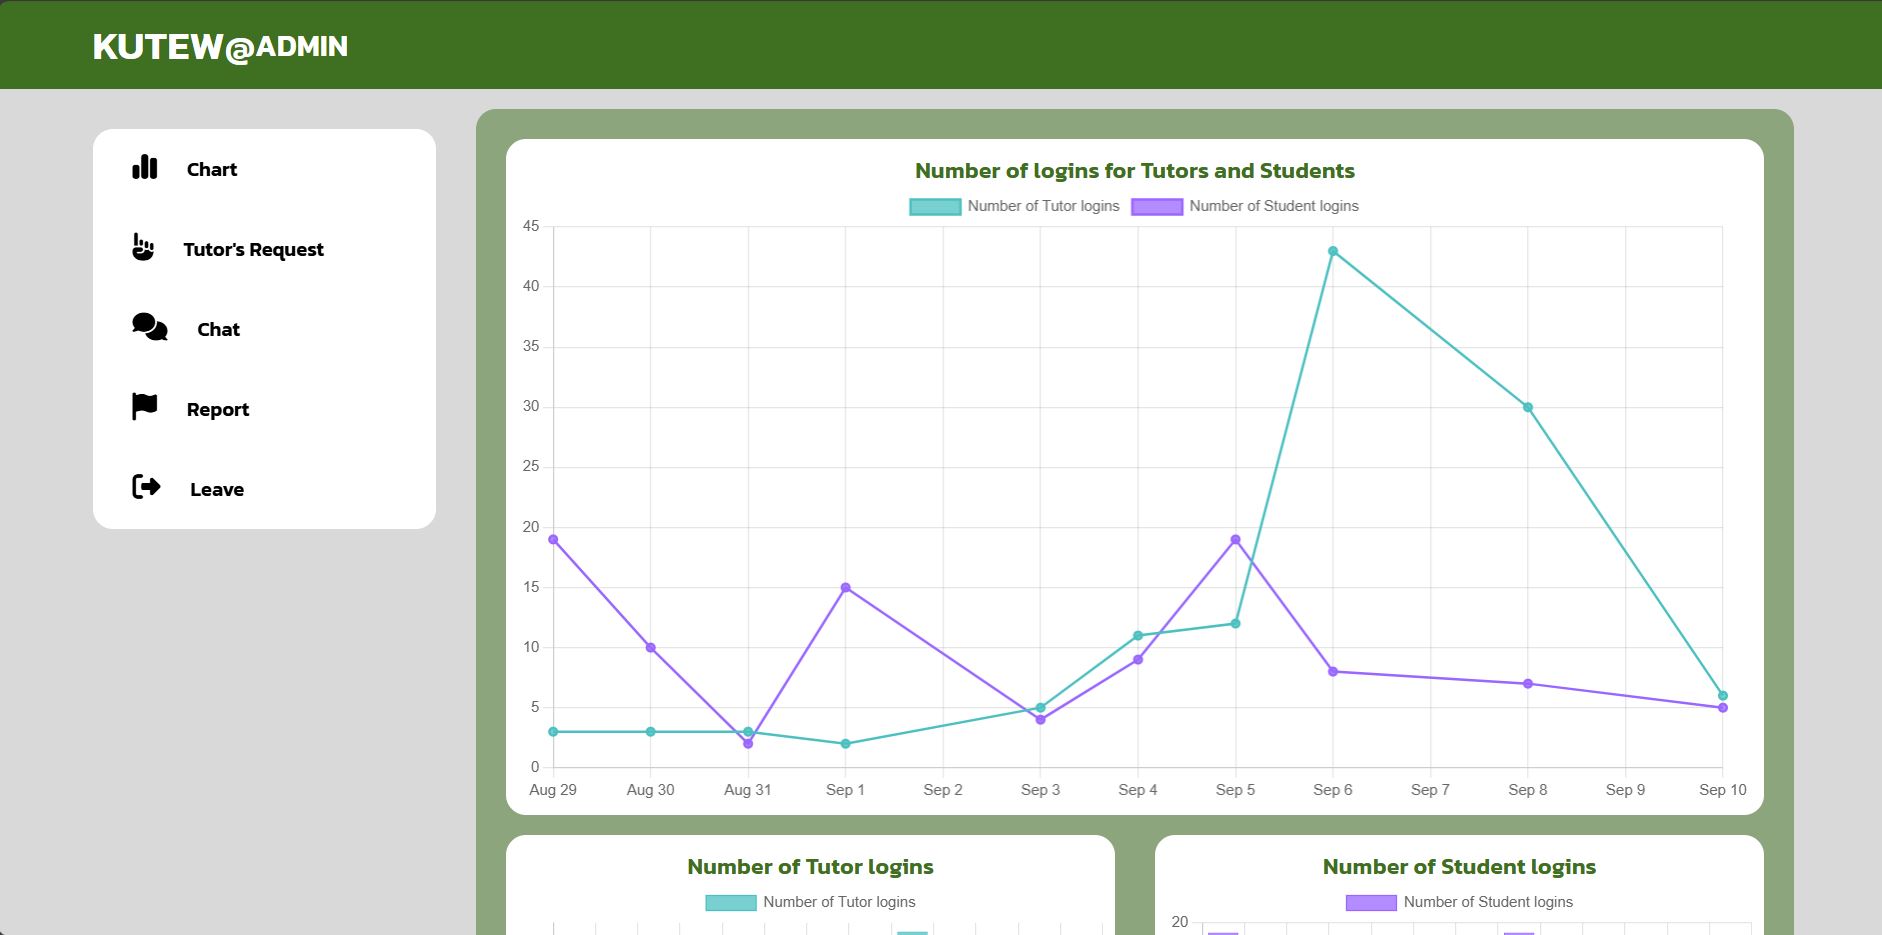 KUTEW@ADMIN
Chart
Tutor's Request
Chat
Report
Leave
Number of logins for Tutors and Students
Number of Tutor logins Number of Student logins
45
40
35
30
25
20
15
10
5
0
Aug 29 Aug 30 Aug 31 Sep 1 Sep 2 Sep 3 Sep 4 Sep 5 Sep 6 Sep 7 Sep 8 Sep 9 Sep 10
Number of Tutor logins
Number of Tutor logins
Number of Student logins
Number of Student logins
20